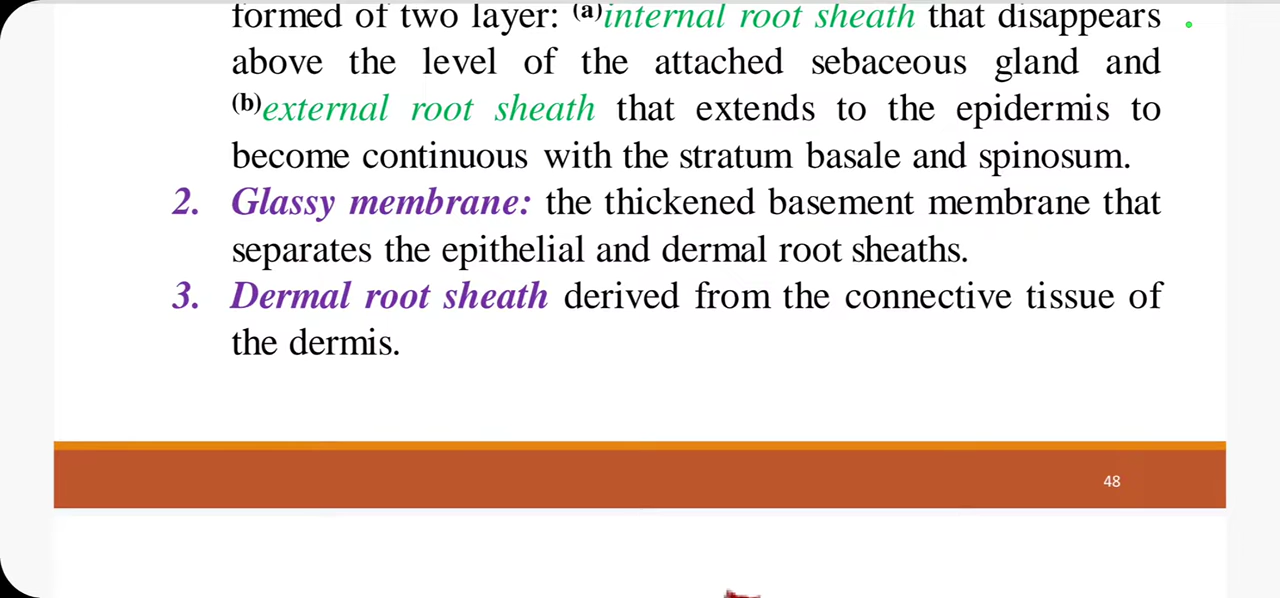 formed of two layer: (a)internal root sheath that disappears
above the level of the attached sebaceous gland and
(b)external root sheath that extends to the epidermis to
become continuous with the stratum basale and spinosum.
2. Glassy membrane: the thickened basement membrane that
separates the epithelial and dermal root sheaths.
3. Dermal root sheath derived from the connective tissue of
the dermis.
48